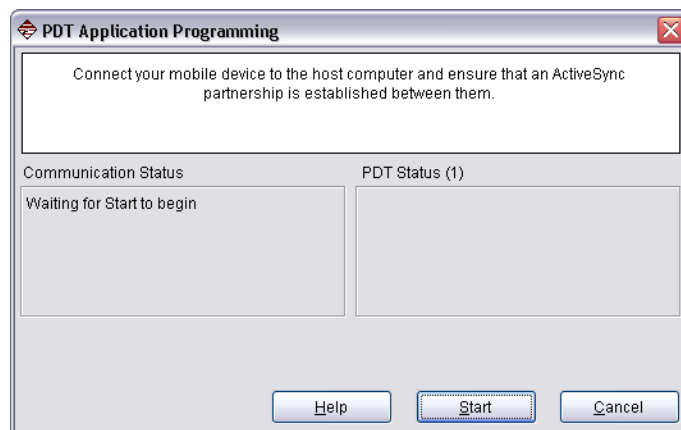 PDT Application Programming
Connect your mobile device to the host computer and ensure that an ActiveSync
partnership is established between them.
Communication Status
PDT Status (1)
Waiting for Start to begin
Help
Start
Cancel